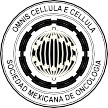 OMNIS CELLULA E CELLULA
SOCIEDAD MEXICANA DE ONCOLOGIA